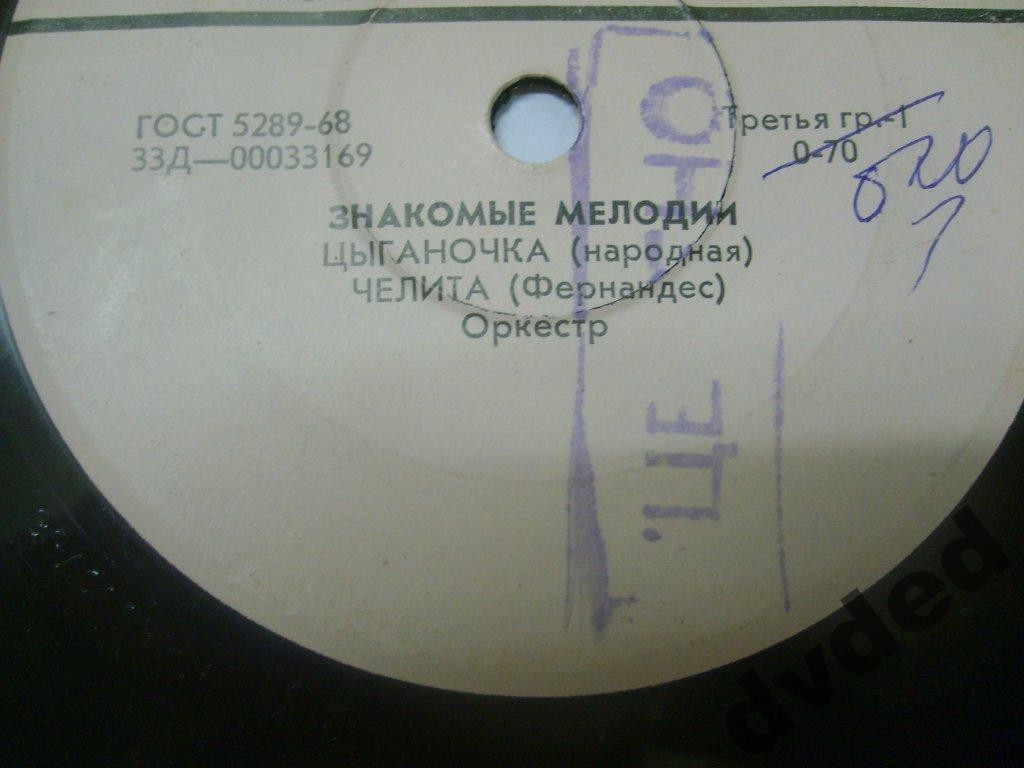 ГОСТ 5289-68
33Д—00033169
Третья гр.-1
0-70
ЗНАКОМЫЕ МЕЛОДИИ
ЦЫГАНОЧКА (народная)
ЧЕЛИТА (Фернандес)
Оркестр
dvded